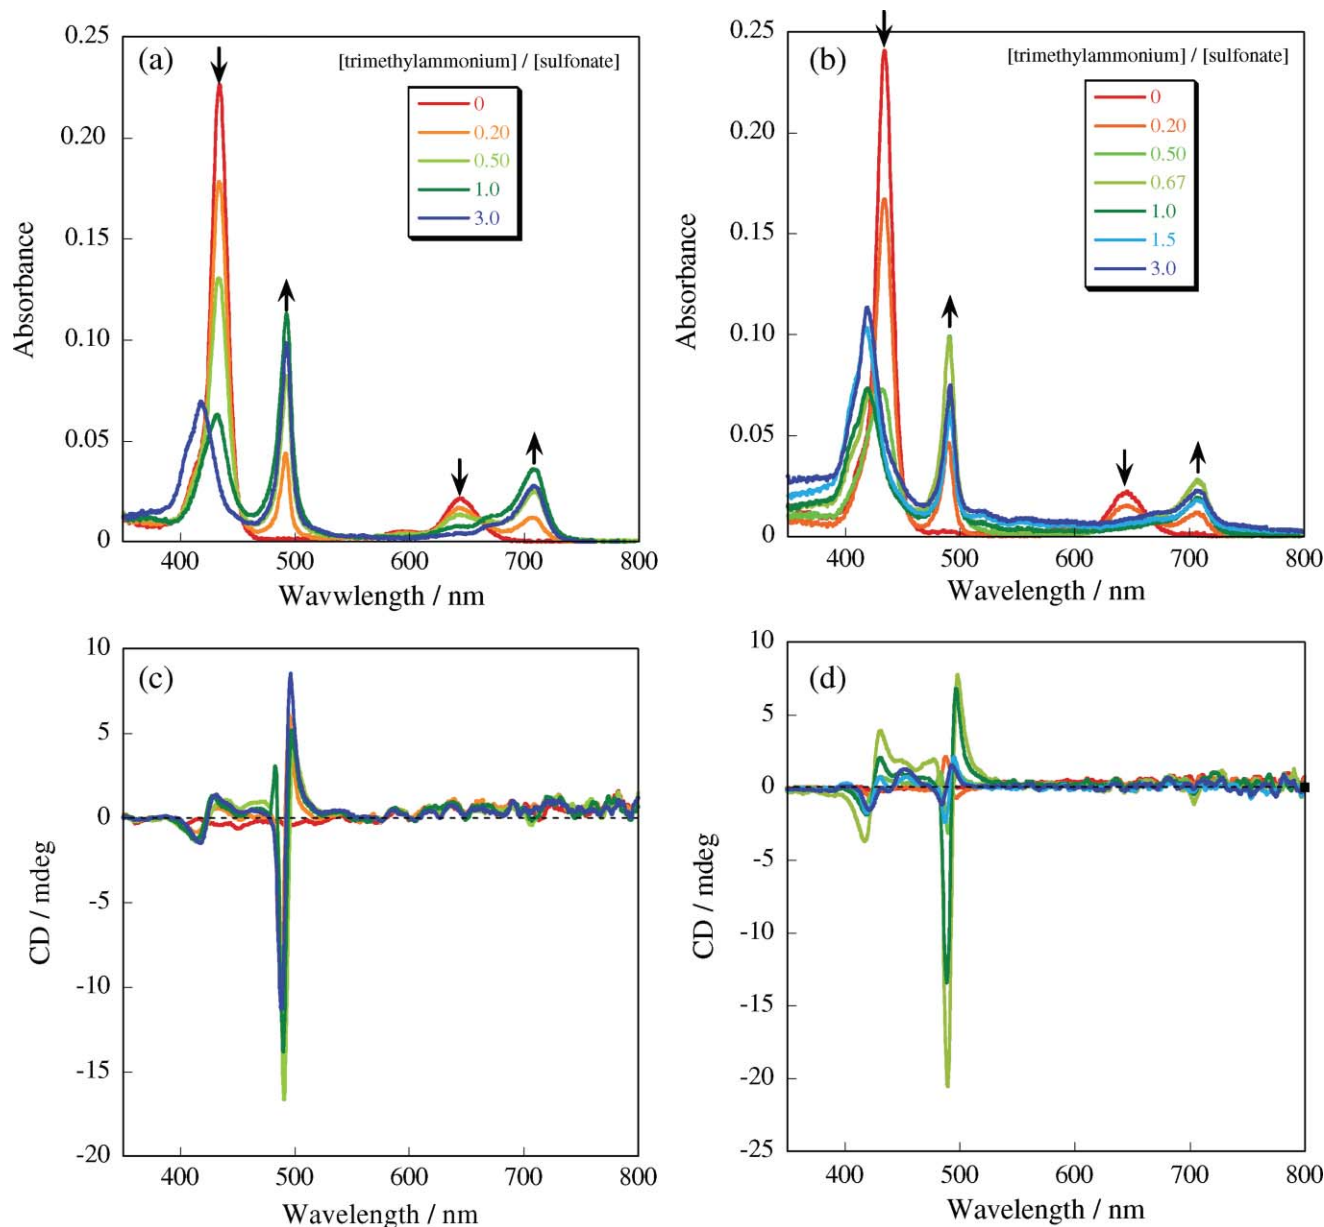 (a)
[trimethylammonium] / [sulfonate]
0
0.20
0.50
1.0
3.0
0.25
0.20
0.15
0.10
0.05
0
Absorbance
400 500 600 700 800
Wavwlength / nm
(b)
[trimethylammonium] / [sulfonate]
0
0.20
0.50
0.67
1.0
1.5
3.0
0.25
0.20
0.15
0.10
0.05
0
Absorbance
400 500 600 700 800
Wavelength / nm
(c)
10
5
0
-5
-10
-15
-20
CD / mdeg
400 500 600 700 800
Wavelength / nm
(d)
10
5
0
-5
-10
-15
-20
-25
CD / mdeg
400 500 600 700 800
Wavelength / nm